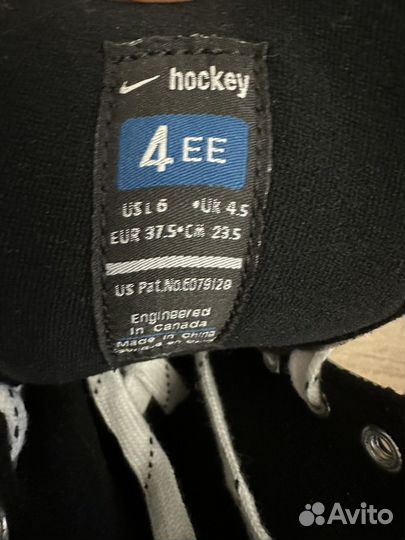 hockey
4 EE
US L 6 • UK 4.5
EUR 37.5 • CM 23.5
US Pat.No.6079128
Engineered
in Canada
Made in China
Avito